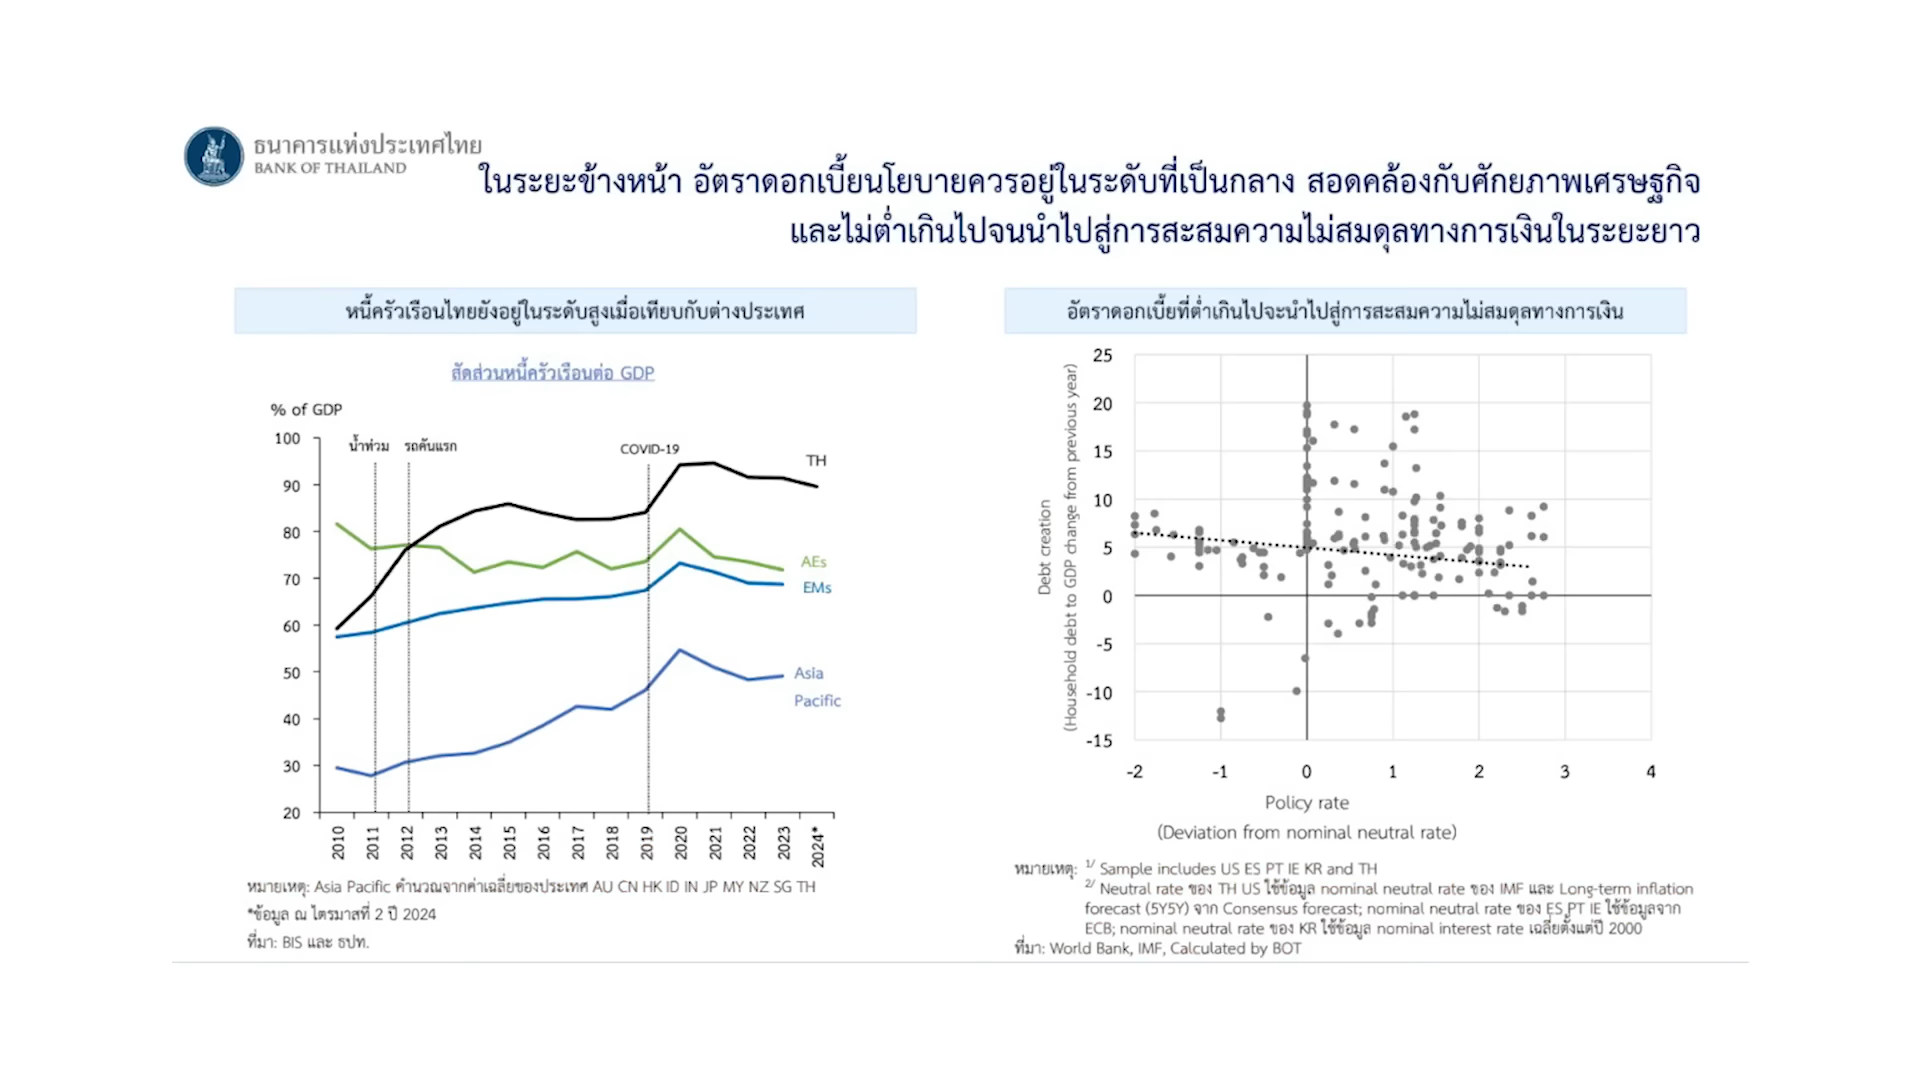 ธนาคารแห่งประเทศไทย
BANK OF THAILAND
ในระยะข้างหน้า อัตราดอกเบี้ยนโยบายควรอยู่ในระดับที่เป็นกลาง สอดคล้องกับศักยภาพเศรษฐกิจ
และไม่ต่ำเกินไปจนนำไปสู่การสะสมความไม่สมดุลทางการเงินในระยะยาว
หนี้ครัวเรือนไทยยังอยู่ในระดับสูงเมื่อเทียบกับต่างประเทศ
สัดส่วนหนี้ครัวเรือนต่อ GDP
% of GDP
100
90
80
70
60
50
40
30
20
น้ำท่วม
รถคันแรก
COVID-19
TH
AEs
EMs
Asia
Pacific
2010
2011
2012
2013
2014
2015
2016
2017
2018
2019
2020
2021
2022
2023
2024*
หมายเหตุ: Asia Pacific คำนวณจากค่าเฉลี่ยของประเทศ AU CN HK ID IN JP MY NZ SG TH
*ข้อมูล ณ ไตรมาสที่ 2 ปี 2024
ที่มา: BIS และ ธปท.
อัตราดอกเบี้ยที่ต่ำเกินไปจะนำไปสู่การสะสมความไม่สมดุลทางการเงิน
Debt creation
(Household debt to GDP change from previous year)
25
20
15
10
5
0
-5
-10
-15
-2
-1
0
1
2
3
4
Policy rate
(Deviation from nominal neutral rate)
หมายเหตุ: 1/ Sample includes US ES PT IE KR and TH
2/ Neutral rate ของ TH US ใช้ข้อมูล nominal neutral rate ของ IMF และ Long-term inflation
forecast (5Y5Y) จาก Consensus forecast; nominal neutral rate ของ ES PT IE ใช้ข้อมูลจาก
ECB; nominal neutral rate ของ KR ใช้ข้อมูล nominal interest rate เฉลี่ยตั้งแต่ปี 2000
ที่มา: World Bank, IMF, Calculated by BOT